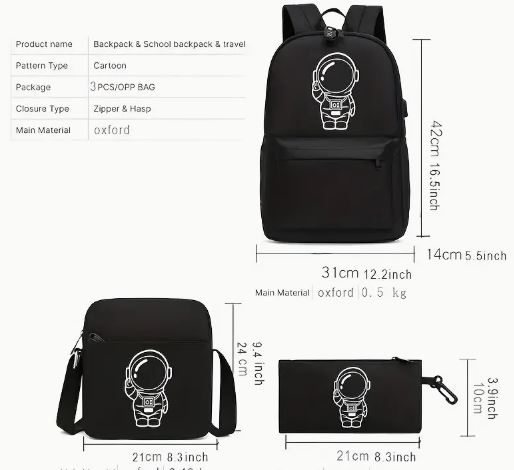 Product name Backpack & School backpack & travel
Pattern Type Cartoon
Package 3PCS/OPP BAG
Closure Type Zipper & Hasp
Main Material oxford
42cm 16.5inch
14cm 5.5inch
31cm 12.2inch
Main Material oxford 0.5 kg
9.4 inch
24 cm
21cm 8.3inch
3.9inch
10cm
21cm 8.3inch